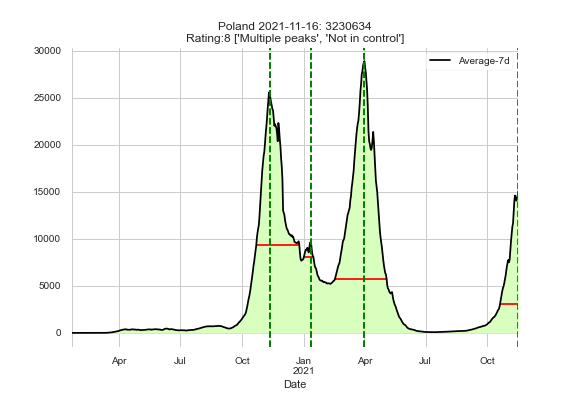 Poland 2021-11-16: 3230634
Rating:8 ['Multiple peaks', 'Not in control']
Average-7d
30000
25000
20000
15000
10000
5000
0
Apr Jul Oct Jan Apr Jul Oct
2021
Date